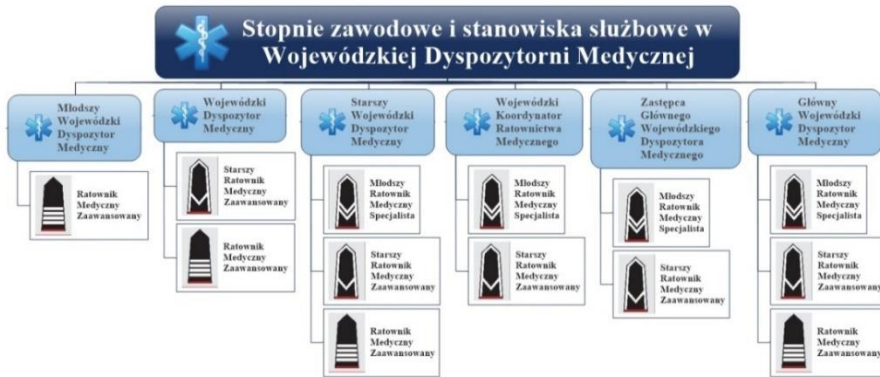 Stopnie zawodowe i stanowiska służbowe w
Wojewódzkiej Dyspozytorni Medycznej
Młodszy
Wojewódzki
Dyspozytor
Medyczny
Ratownik
Medyczny
Zaawansowany
Wojewódzki
Dyspozytor
Medyczny
Starszy
Ratownik
Medyczny
Zaawansowany
Ratownik
Medyczny
Zaawansowany
Starszy
Wojewódzki
Dyspozytor
Medyczny
Młodszy
Ratownik
Medyczny
Specjalista
Starszy
Ratownik
Medyczny
Zaawansowany
Ratownik
Medyczny
Zaawansowany
Wojewódzki
Koordynator
Ratownictwa
Medycznego
Młodszy
Ratownik
Medyczny
Specjalista
Starszy
Ratownik
Medyczny
Zaawansowany
Zastępca
Głównego
Wojewódzkiego
Dyspozytora
Medycznego
Młodszy
Ratownik
Medyczny
Specjalista
Starszy
Ratownik
Medyczny
Zaawansowany
Główny
Wojewódzki
Dyspozytor
Medyczny
Młodszy
Ratownik
Medyczny
Specjalista
Starszy
Ratownik
Medyczny
Zaawansowany
Ratownik
Medyczny
Zaawansowany